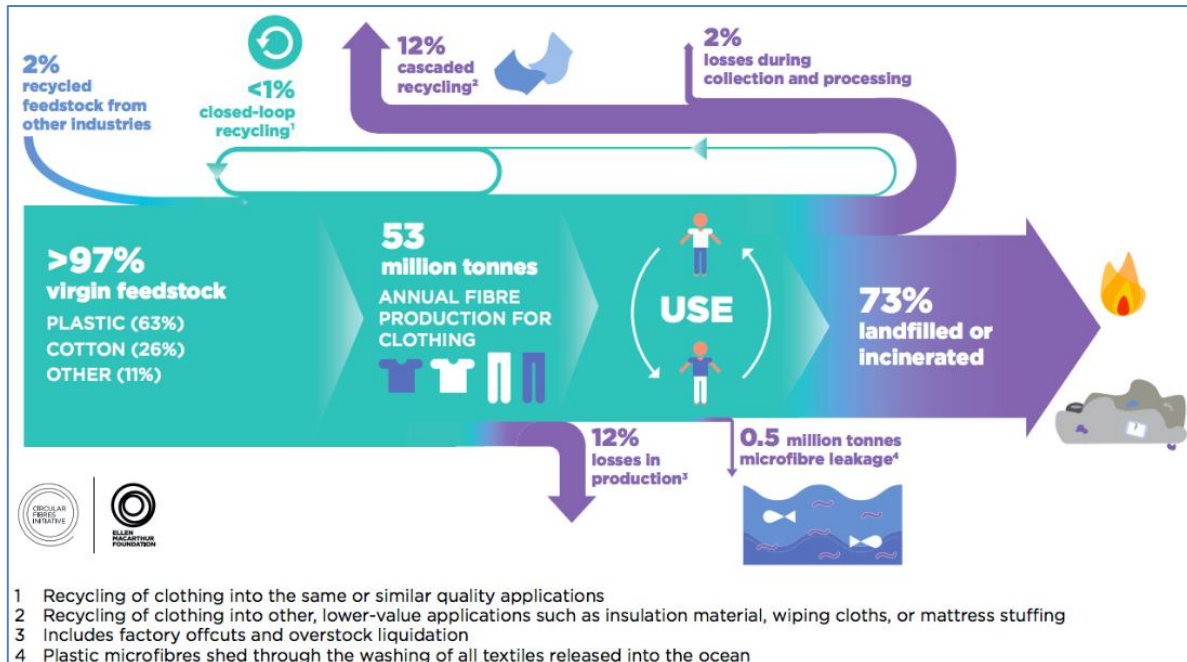 2%
recycled
feedstock from
other industries
<1%
closed-loop
recycling¹
12%
cascaded
recycling²
2%
losses during
collection and processing
>97%
virgin feedstock
PLASTIC (63%)
COTTON (26%)
OTHER (11%)
53
million tonnes
ANNUAL FIBRE
PRODUCTION FOR
CLOTHING
USE
73%
landfilled or
incinerated
12%
losses in
production³
0.5 million tonnes
microfibre leakage⁴
CIRCULAR
FIBRES
INITIATIVE
ELLEN
MACARTHUR
FOUNDATION
1 Recycling of clothing into the same or similar quality applications
2 Recycling of clothing into other, lower-value applications such as insulation material, wiping cloths, or mattress stuffing
3 Includes factory offcuts and overstock liquidation
4 Plastic microfibres shed through the washing of all textiles released into the ocean